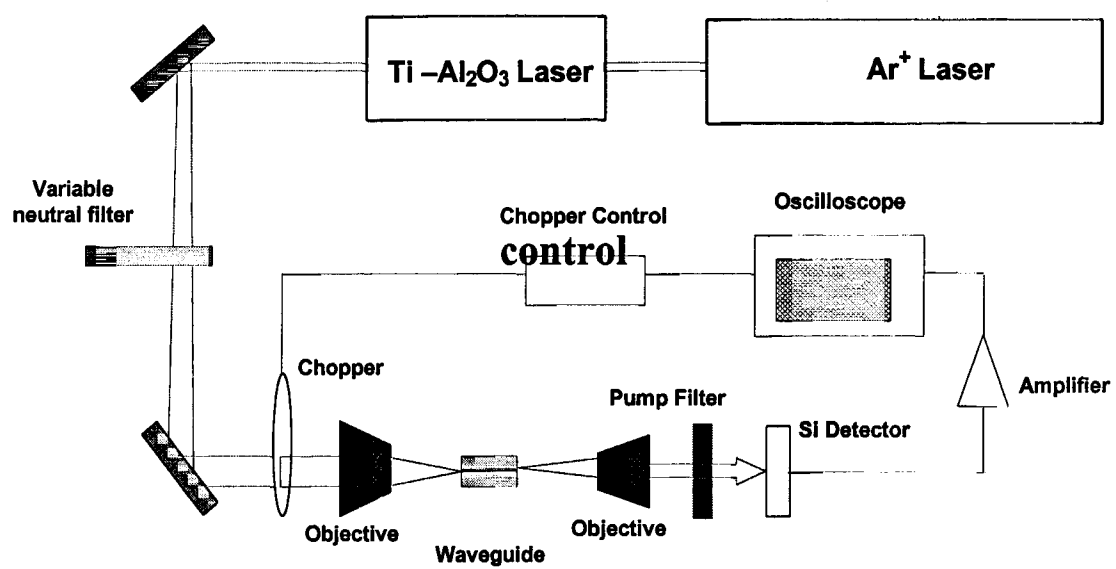 Ti –Al₂O₃ Laser
Ar⁺ Laser
Variable
neutral filter
Chopper Control
control
Oscilloscope
Chopper
Pump Filter
Amplifier
Si Detector
Objective
Objective
Waveguide